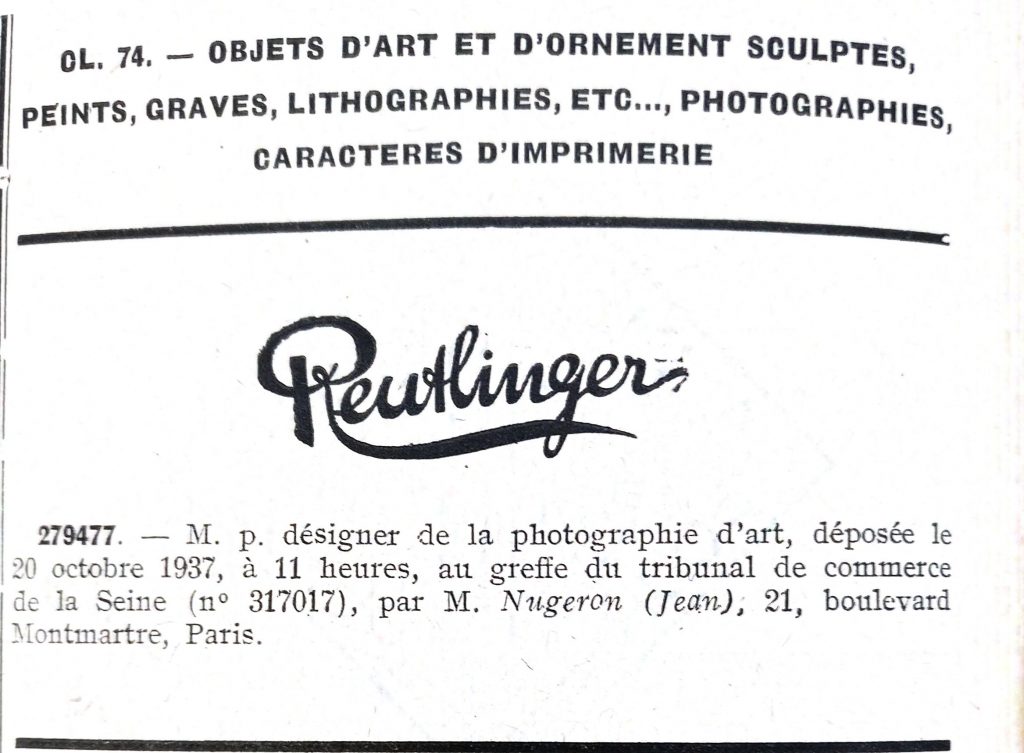 CL. 74. — OBJETS D'ART ET D'ORNEMENT SCULPTES,
PEINTS, GRAVES, LITHOGRAPHIES, ETC..., PHOTOGRAPHIES,
CARACTERES D'IMPRIMERIE
Reutlinger
279477. — M. p. désigner de la photographie d'art, déposée le
20 octobre 1937, à 11 heures, au greffe du tribunal de commerce
de la Seine (nº 317017), par M. Nugeron (Jean), 21, boulevard
Montmartre, Paris.